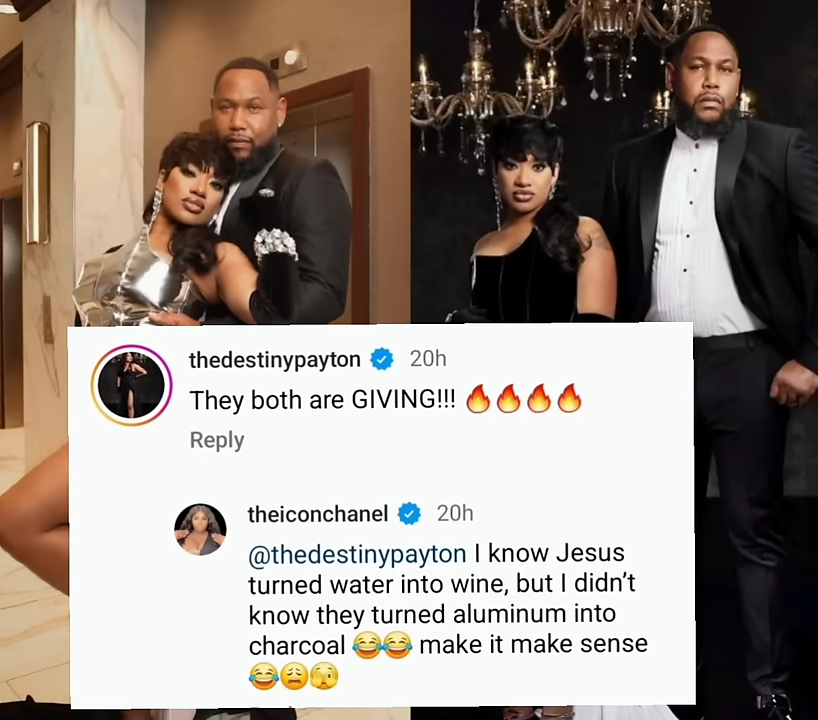 thedestinypayton 20h
They both are GIVING!!! 🔥🔥🔥🔥
Reply
theiconchanel 20h
@thedestinypayton I know Jesus
turned water into wine, but I didn’t
know they turned aluminum into
charcoal 😂😂 make it make sense
😂😩🫣